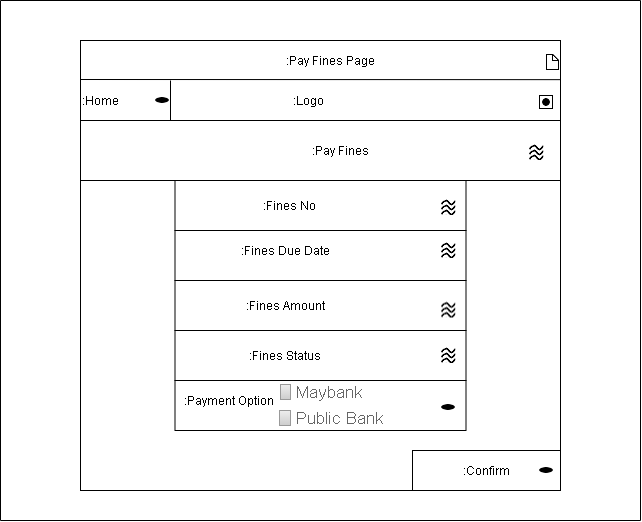 :Pay Fines Page
:Home
:Logo
:Pay Fines
:Fines No
:Fines Due Date
:Fines Amount
:Fines Status
:Payment Option
Maybank
Public Bank
:Confirm